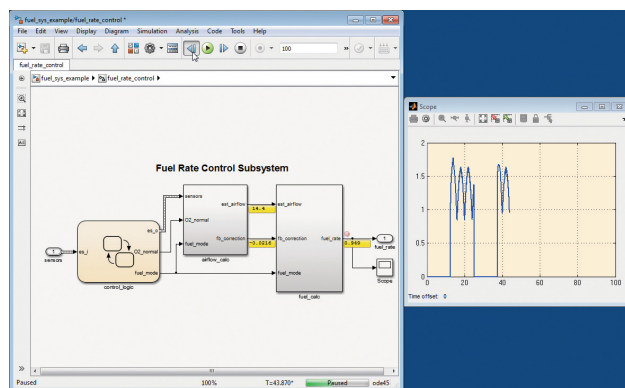 fuel_sys_example/fuel_rate_control *
File Edit View Display Diagram Simulation Analysis Code Tools Help
100
»
fuel_rate_control
fuel_sys_example fuel_rate_control
Fuel Rate Control Subsystem
sensors
est_airflow
14.4
est_airflow
es_o
O2_normal
1
es_i
O2_normal
fuel_mode
fb_correction
-0.0216
fb_correction
fuel_rate
0.949
1
sensors
fuel_rate
airflow_calc
fuel_mode
fuel_mode
Scope
control_logic
fuel_calc
Paused 100% T=43.870* Paused ode45
Scope
2
1.5
1
0.5
0
0 20 40 60 80 100
Time offset: 0